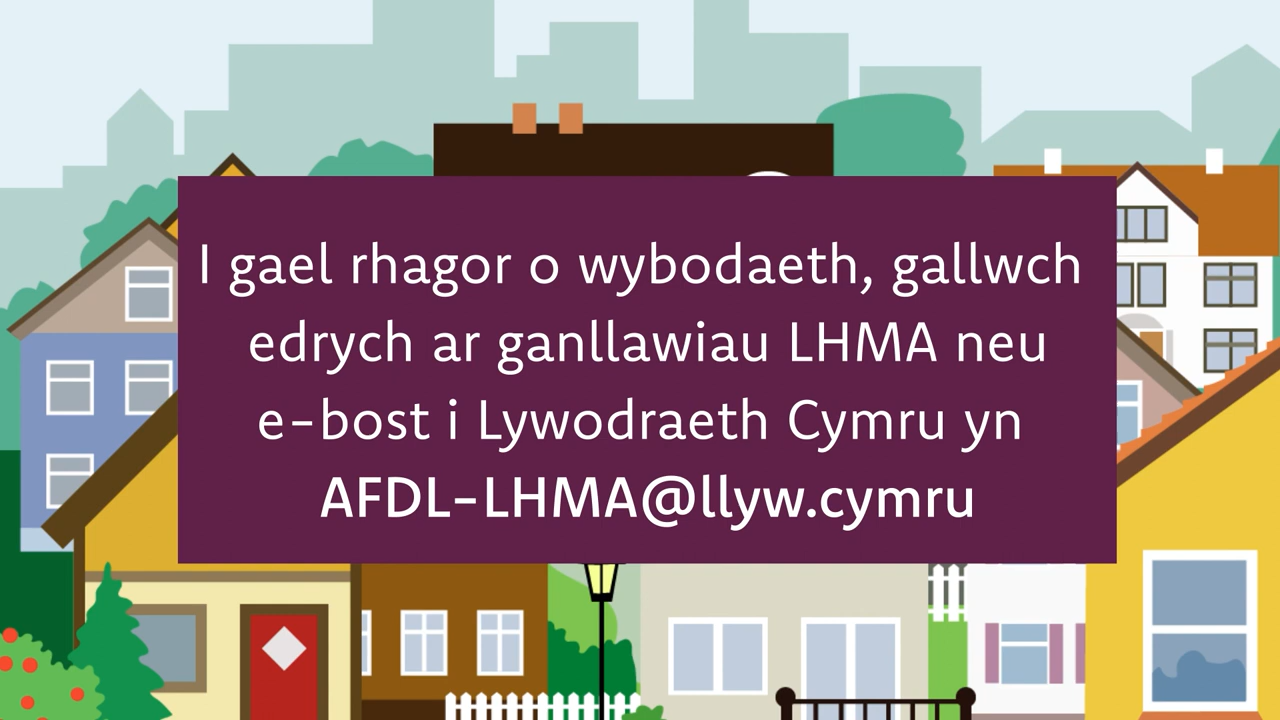 I gael rhagor o wybodaeth, gallwch
edrych ar ganllawiau LHMA neu
e-bost i Lywodraeth Cymru yn
AFDL-LHMA@llyw.cymru